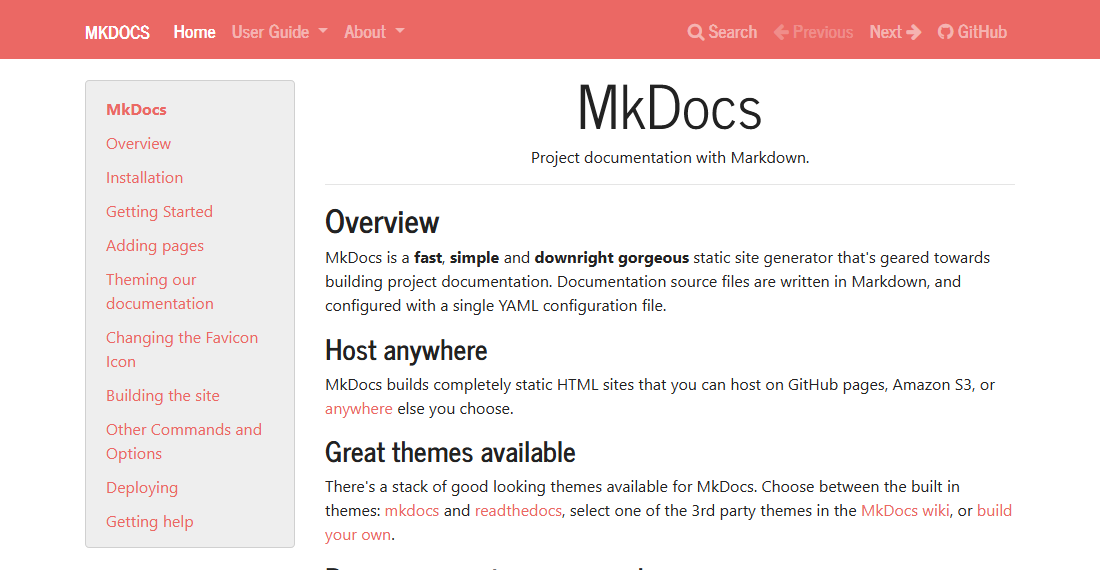 MKDOCS Home User Guide About Search Previous Next GitHub
MkDocs
Overview
Installation
Getting Started
Adding pages
Theming our
documentation
Changing the Favicon
Icon
Building the site
Other Commands and
Options
Deploying
Getting help
MkDocs
Project documentation with Markdown.
Overview
MkDocs is a fast, simple and downright gorgeous static site generator that's geared towards
building project documentation. Documentation source files are written in Markdown, and
configured with a single YAML configuration file.
Host anywhere
MkDocs builds completely static HTML sites that you can host on GitHub pages, Amazon S3, or
anywhere else you choose.
Great themes available
There's a stack of good looking themes available for MkDocs. Choose between the built in
themes: mkdocs and readthedocs, select one of the 3rd party themes in the MkDocs wiki, or build
your own.